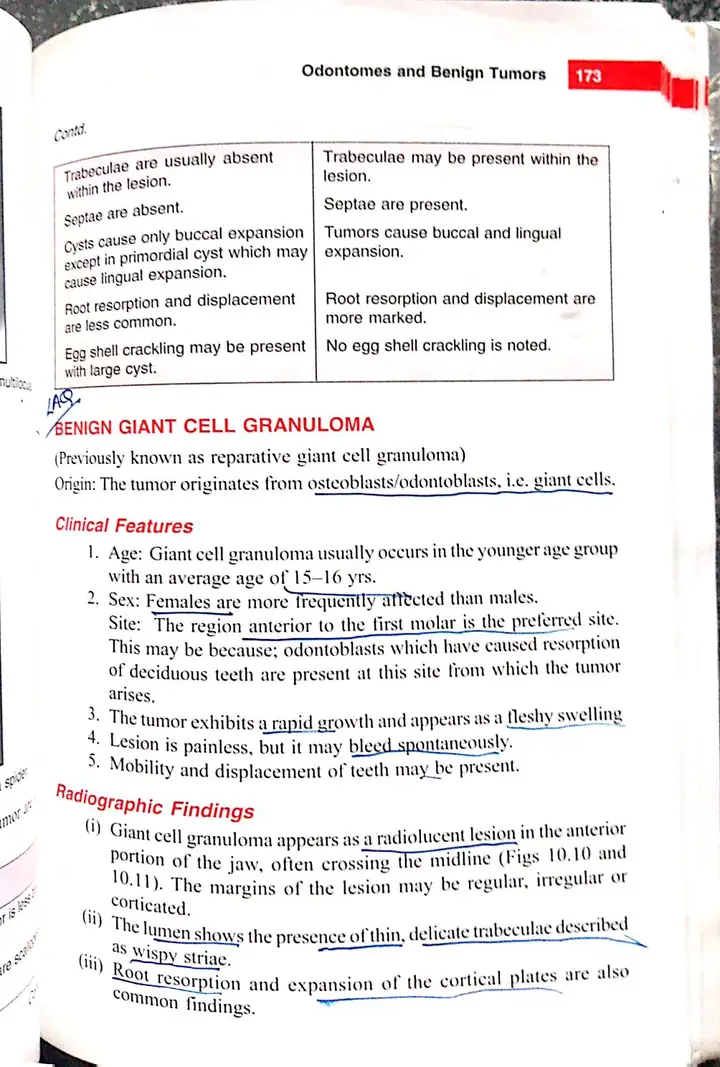 Odontomes and Benign Tumors 173
Contd.
Trabeculae are usually absent
within the lesion.
Septae are absent.
Cysts cause only buccal expansion
except in primordial cyst which may
cause lingual expansion.
Root resorption and displacement
are less common.
Egg shell crackling may be present
with large cyst.
Trabeculae may be present within the
lesion.
Septae are present.
Tumors cause buccal and lingual
expansion.
Root resorption and displacement are
more marked.
No egg shell crackling is noted.
LAQ
BENIGN GIANT CELL GRANULOMA
(Previously known as reparative giant cell granuloma)
Origin: The tumor originates from osteoblasts/odontoblasts, i.e. giant cells.
Clinical Features
1. Age: Giant cell granuloma usually occurs in the younger age group
with an average age of 15–16 yrs.
2. Sex: Females are more frequently affected than males.
Site: The region anterior to the first molar is the preferred site.
This may be because; odontoblasts which have caused resorption
of deciduous teeth are present at this site from which the tumor
arises.
3. The tumor exhibits a rapid growth and appears as a fleshy swelling
4. Lesion is painless, but it may bleed spontaneously.
5. Mobility and displacement of teeth may be present.
Radiographic Findings
(i) Giant cell granuloma appears as a radiolucent lesion in the anterior
portion of the jaw, often crossing the midline (Figs 10.10 and
10.11). The margins of the lesion may be regular, irregular or
corticated.
(ii) The lumen shows the presence of thin, delicate trabeculae described
as wispy striae.
(iii) Root resorption and expansion of the cortical plates are also
common findings.